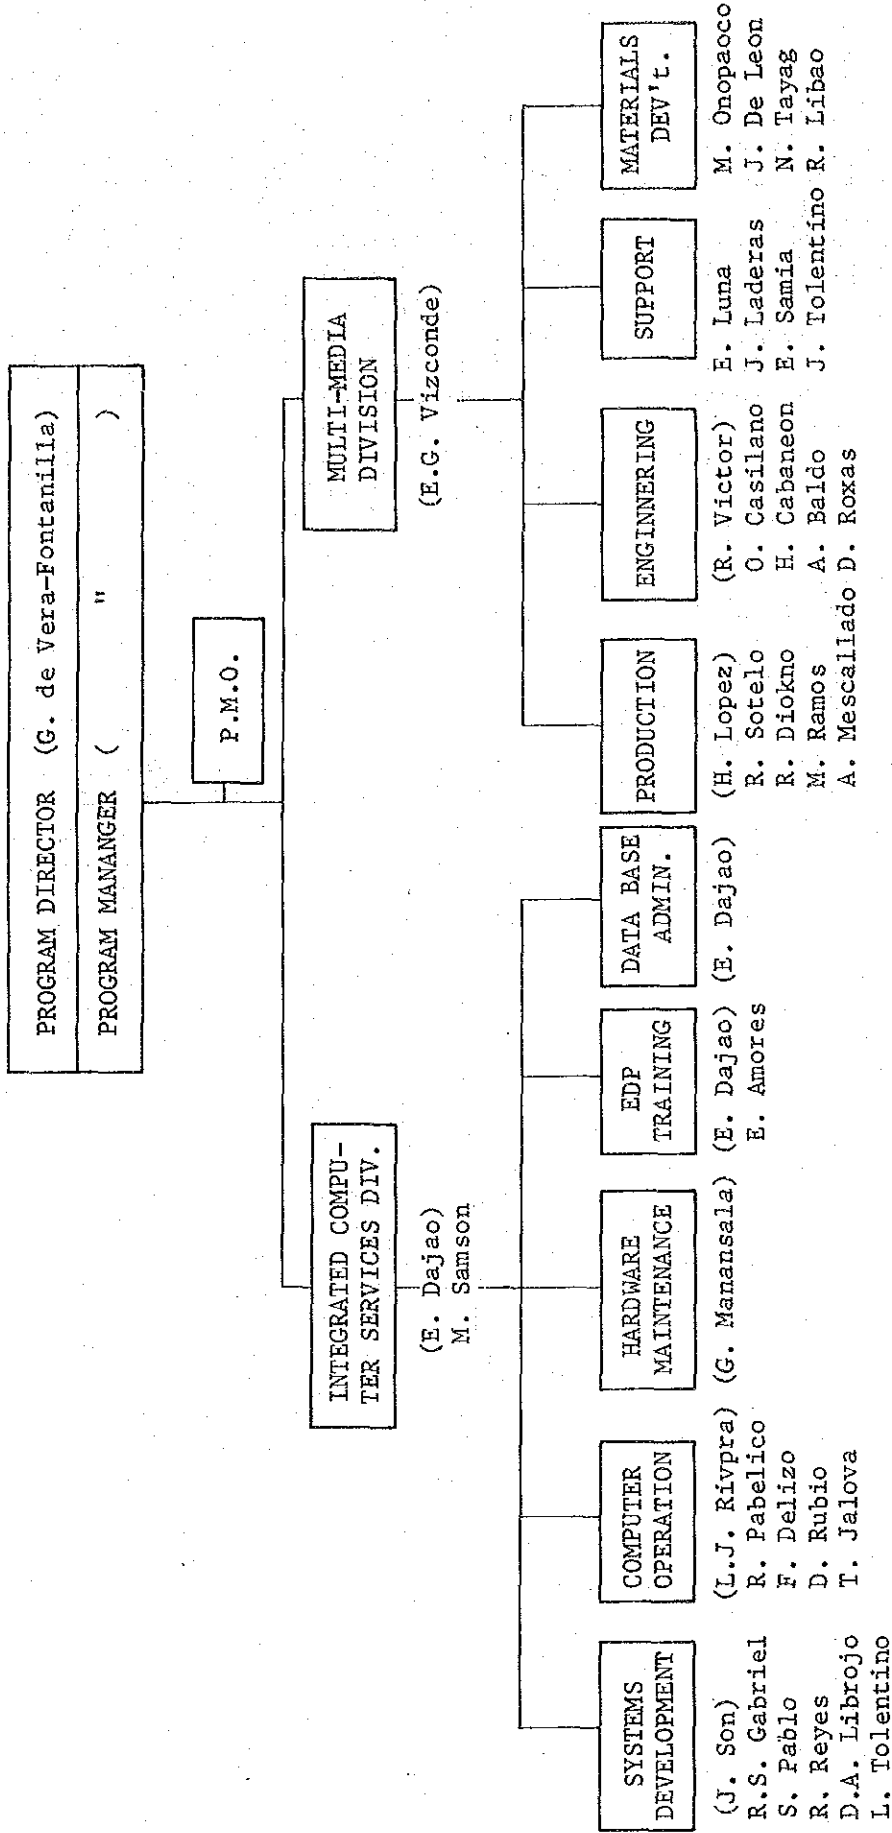 PROGRAM DIRECTOR (G. de Vera-Fontanilla)
PROGRAM MANANGER ( " )
P.M.O.
INTEGRATED COMPU-
TER SERVICES DIV.
(E. Dajao)
M. Samson
MULTI-MEDIA
DIVISION
(E.G. Vizconde)
SYSTEMS
DEVELOPMENT
(J. Son)
R.S. Gabriel
S. Pablo
R. Reyes
D.A. Librojo
L. Tolentino
COMPUTER
OPERATION
(L.J. Rivpra)
R. Pabelico
F. Delizo
D. Rubio
T. Jalova
HARDWARE
MAINTENANCE
(G. Manansala)
EDP
TRAINING
(E. Dajao)
E. Amores
DATA BASE
ADMIN.
(E. Dajao)
PRODUCTION
(H. Lopez)
R. Sotelo
R. Diokno
M. Ramos
A. Mescallado
ENGINNERING
(R. Victor)
O. Casilano
H. Cabaneon
A. Baldo
D. Roxas
SUPPORT
E. Luna
J. Laderas
E. Samia
J. Tolentino
MATERIALS
DEV't.
M. Onopaoco
J. De Leon
N. Tayag
R. Libao